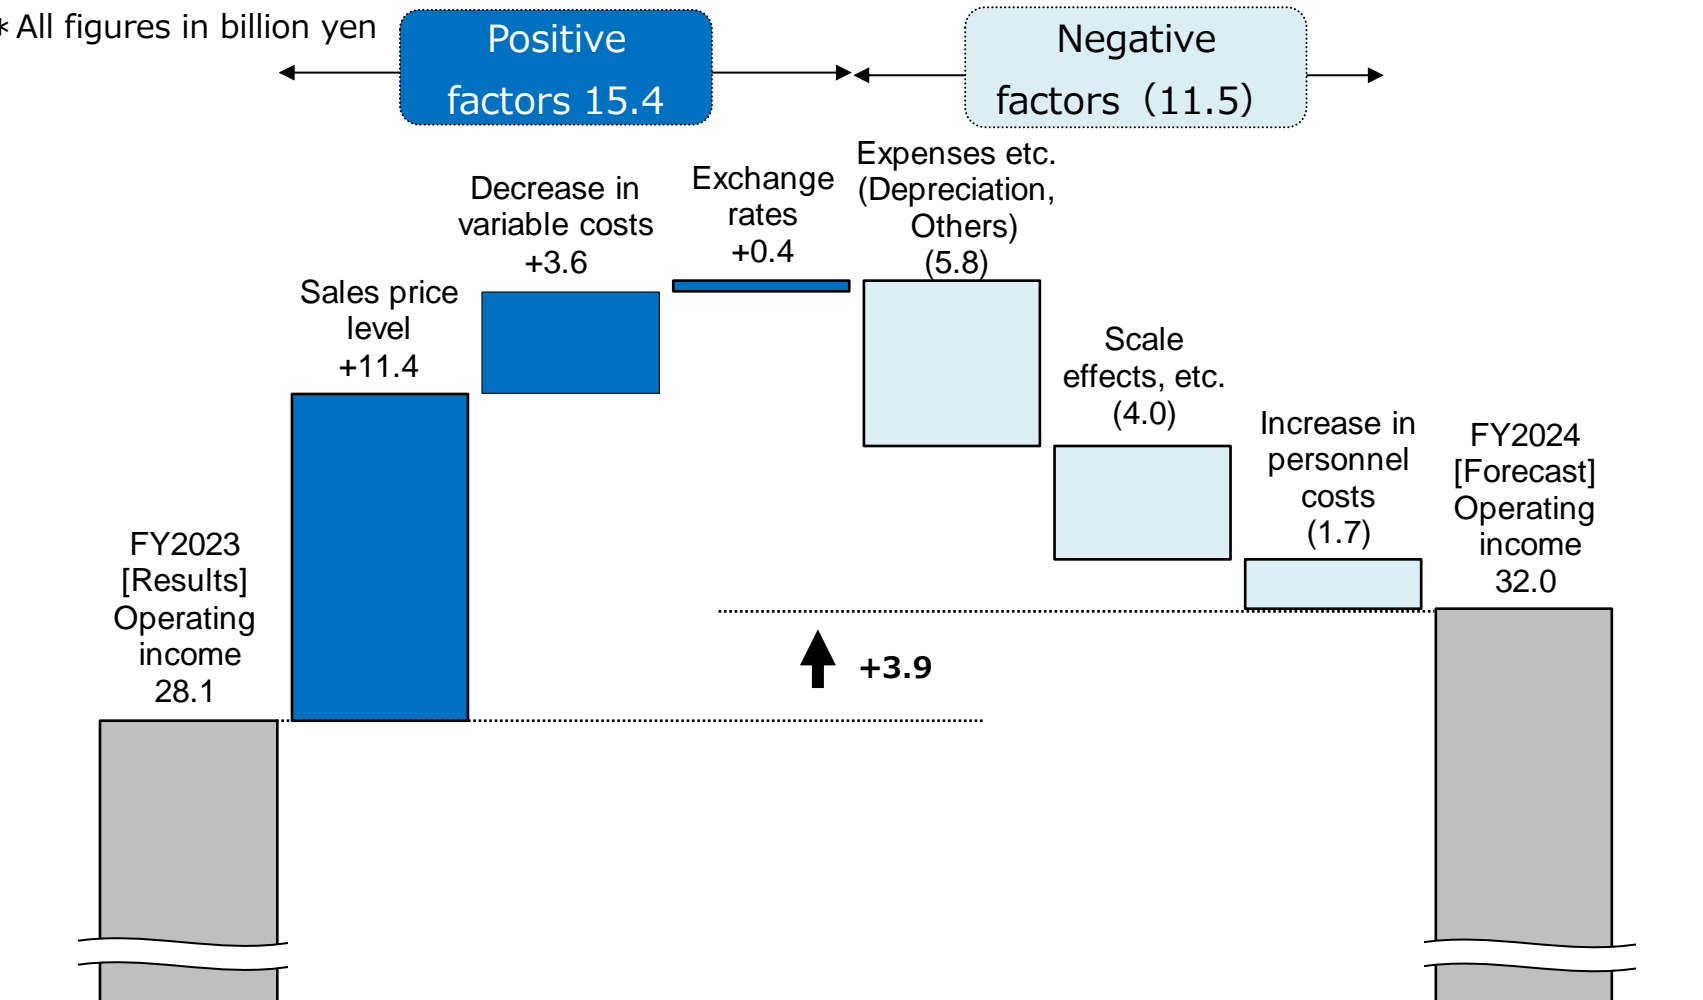 *All figures in billion yen
Positive
factors 15.4
Negative
factors（11.5）
FY2023
[Results]
Operating
income
28.1
Sales price
level
+11.4
Decrease in
variable costs
+3.6
Exchange
rates
+0.4
Expenses etc.
(Depreciation,
Others)
(5.8)
Scale
effects, etc.
(4.0)
Increase in
personnel
costs
(1.7)
FY2024
[Forecast]
Operating
income
32.0
+3.9